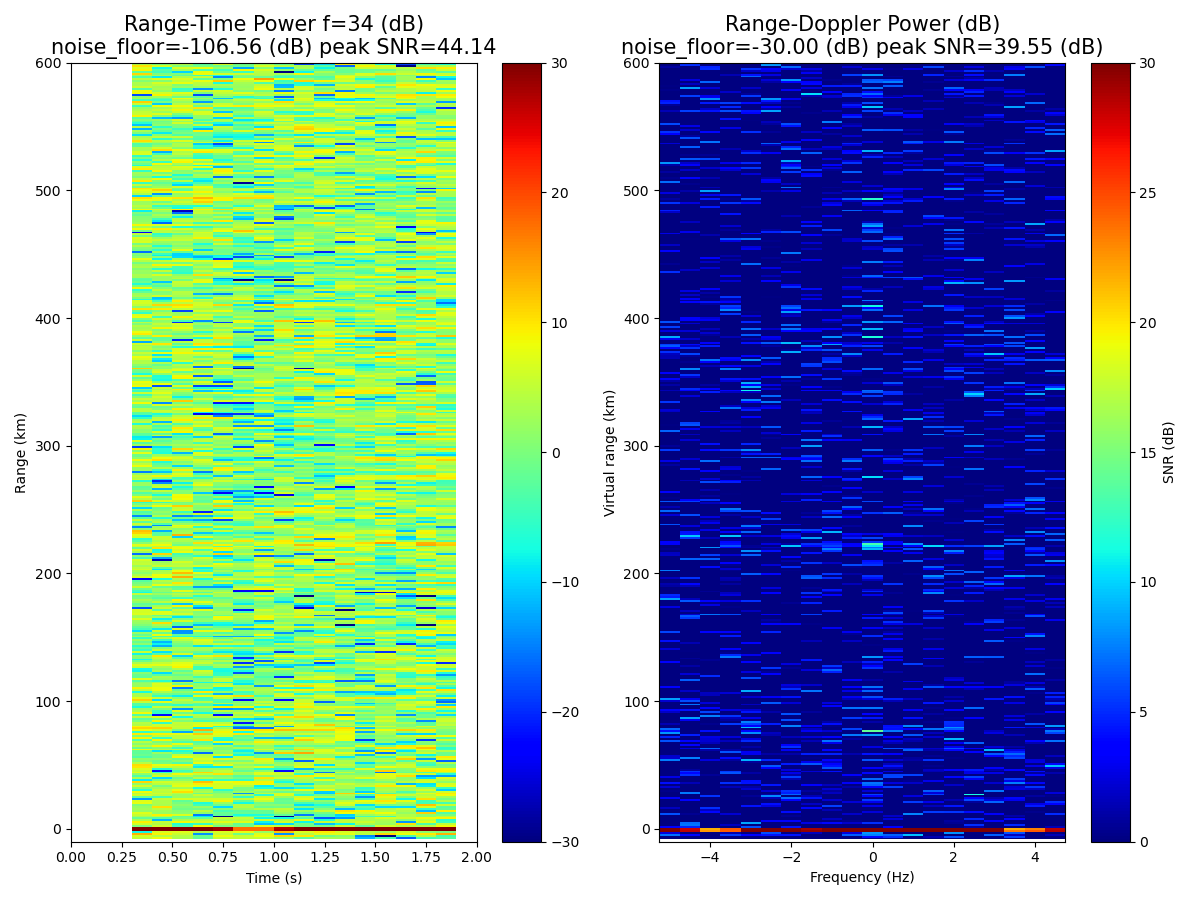 Range-Time Power f=34 (dB)
noise_floor=-106.56 (dB) peak SNR=44.14
Range-Doppler Power (dB)
noise_floor=-30.00 (dB) peak SNR=39.55 (dB)
600
500
400
300
200
100
0
Range (km)
0.00 0.25 0.50 0.75 1.00 1.25 1.50 1.75 2.00
Time (s)
30
20
10
0
−10
−20
−30
600
500
400
300
200
100
0
Virtual range (km)
−4 −2 0 2 4
Frequency (Hz)
30
25
20
15
10
5
0
SNR (dB)